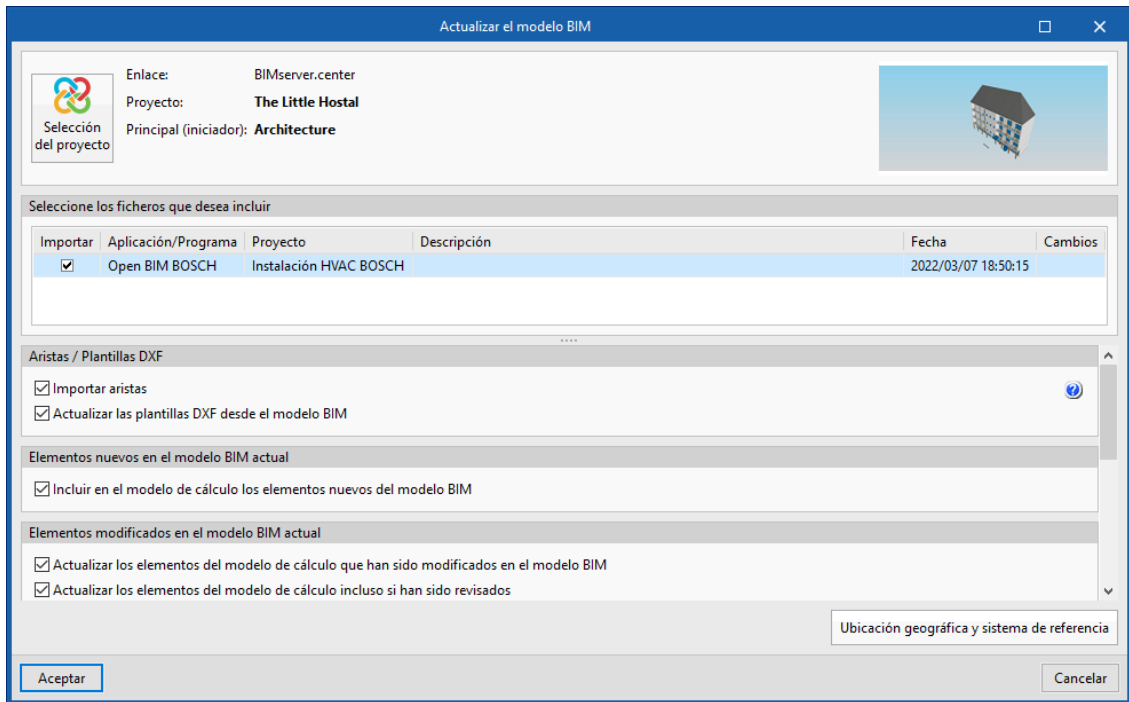 Actualizar el modelo BIM
Selección
del proyecto
Enlace: BIMserver.center
Proyecto: The Little Hostal
Principal (iniciador): Architecture
Seleccione los ficheros que desea incluir
Importar Aplicación/Programa Proyecto Descripción Fecha Cambios
Open BIM BOSCH Instalación HVAC BOSCH 2022/03/07 18:50:15
Aristas / Plantillas DXF
Importar aristas
Actualizar las plantillas DXF desde el modelo BIM
Elementos nuevos en el modelo BIM actual
Incluir en el modelo de cálculo los elementos nuevos del modelo BIM
Elementos modificados en el modelo BIM actual
Actualizar los elementos del modelo de cálculo que han sido modificados en el modelo BIM
Actualizar los elementos del modelo de cálculo incluso si han sido revisados
Ubicación geográfica y sistema de referencia
Aceptar Cancelar